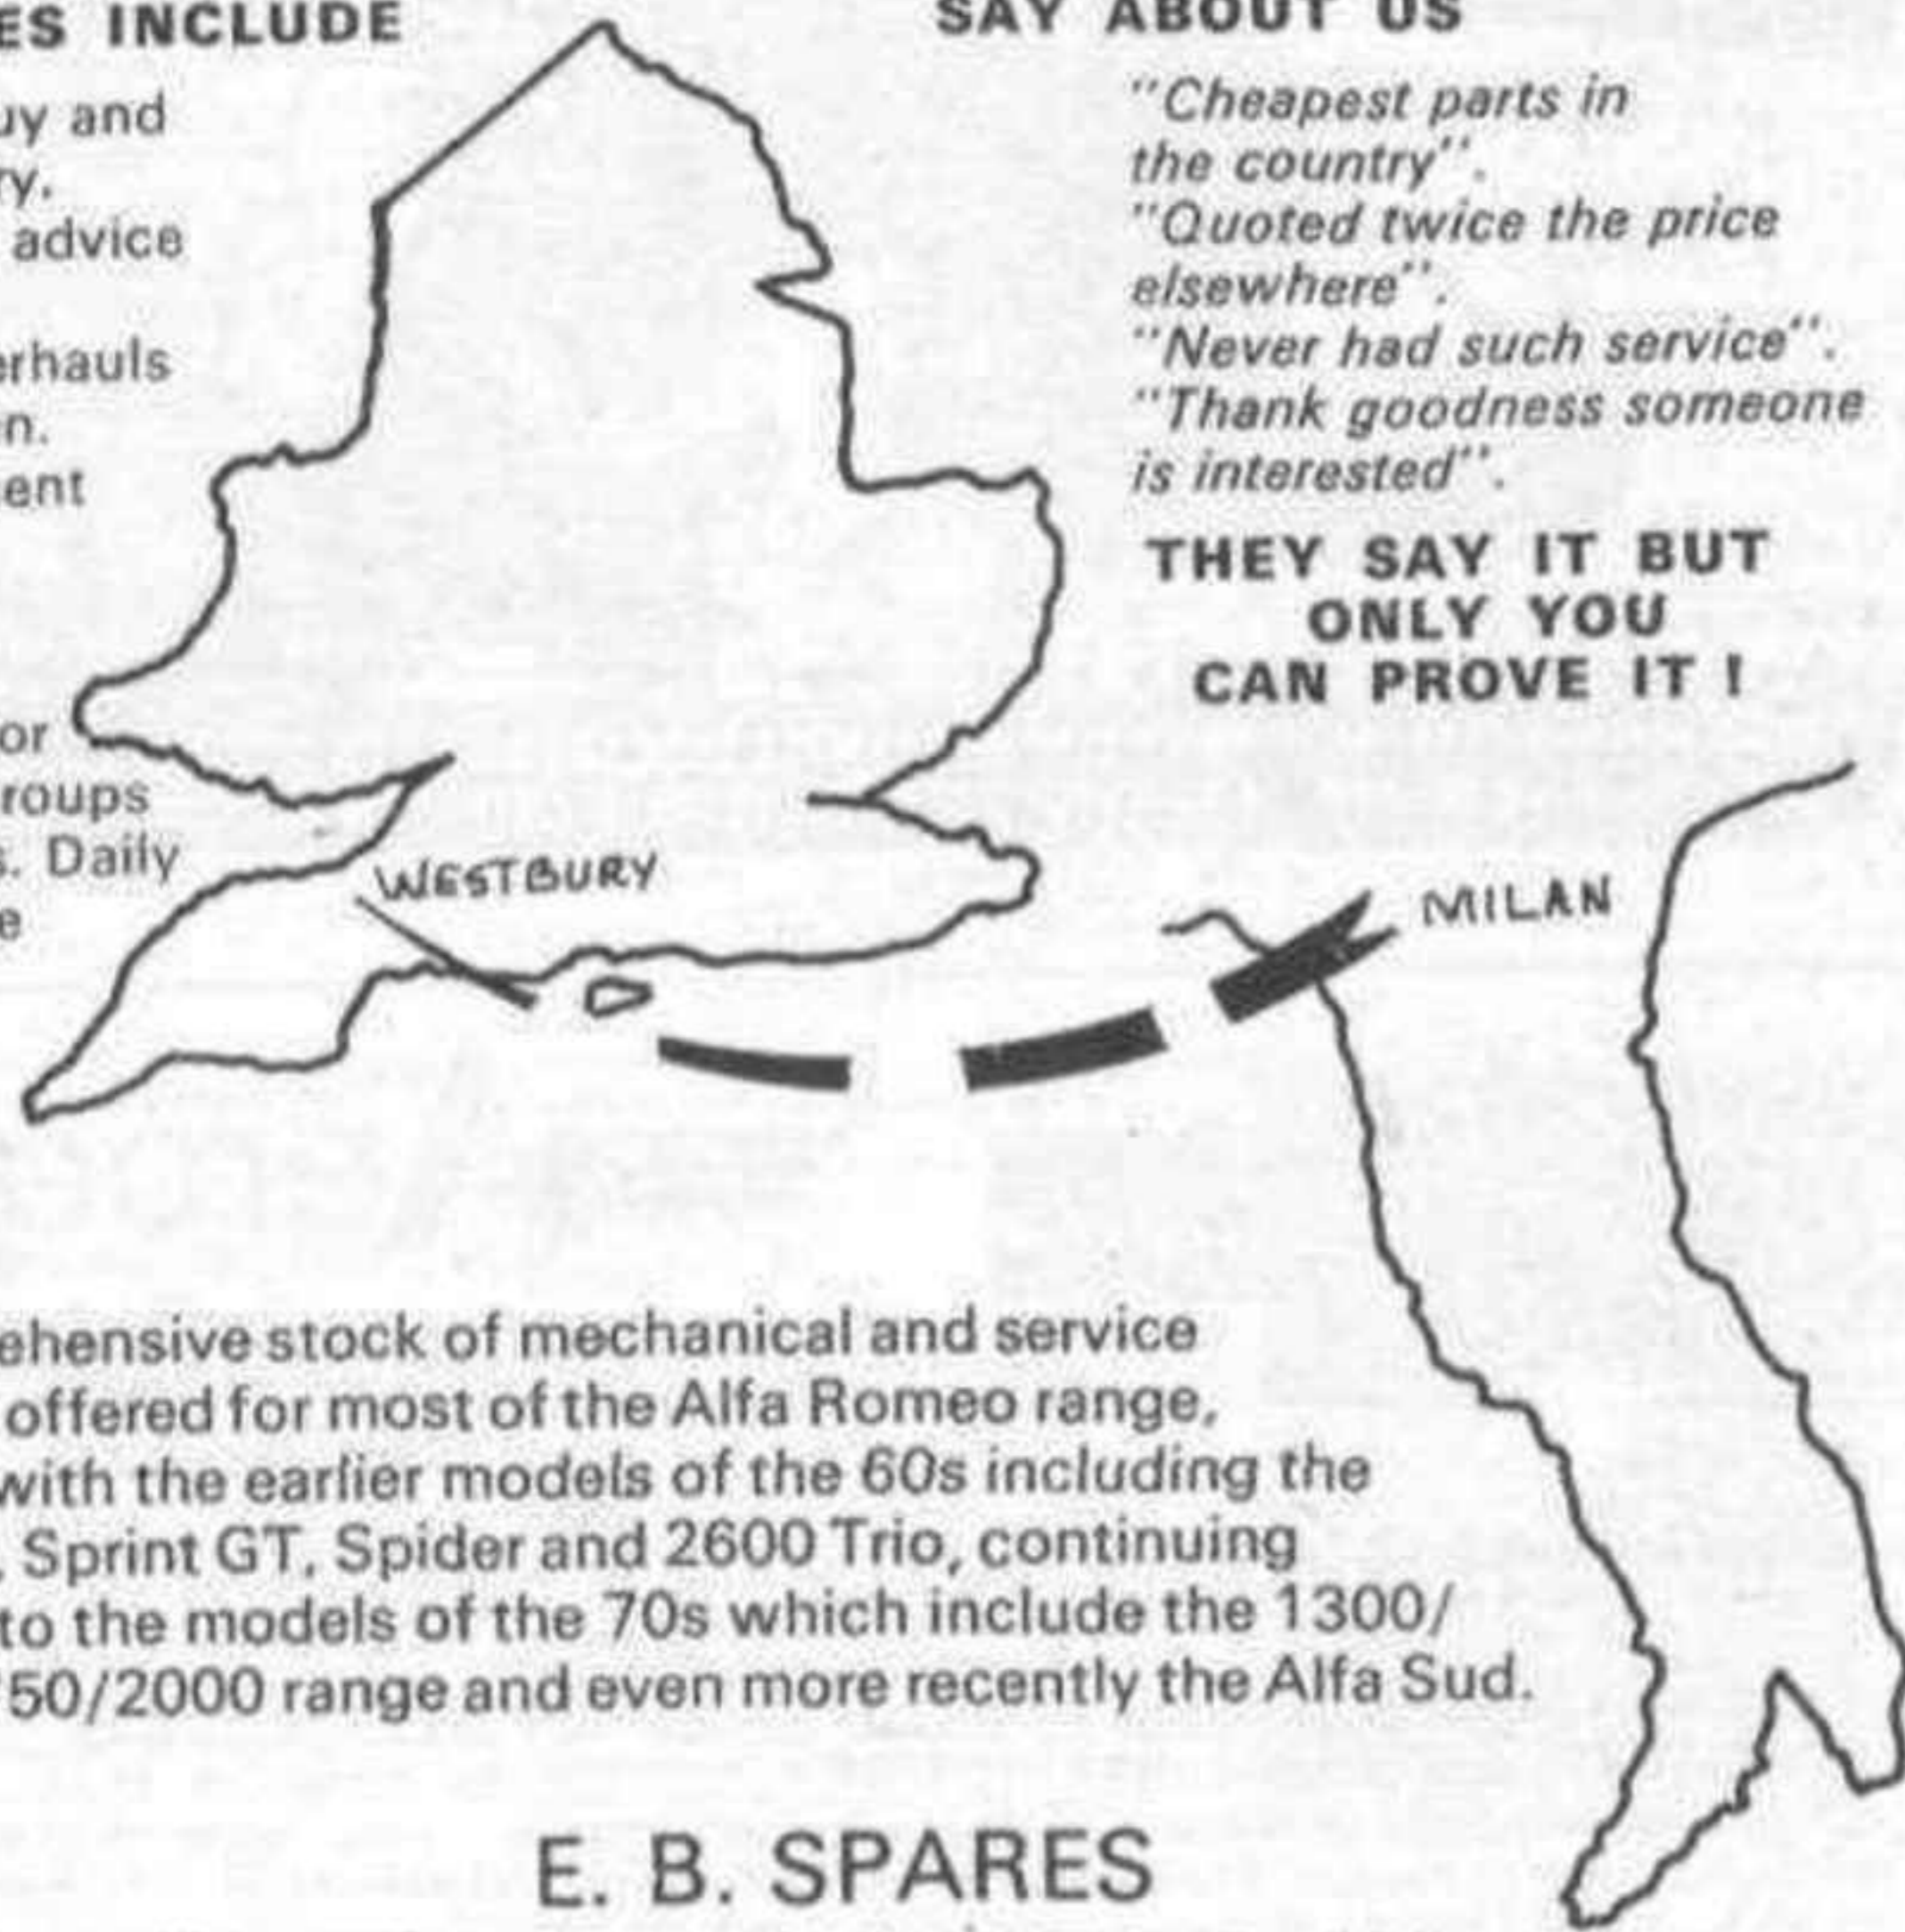 ES INCLUDE
uy and
ry.
advice
erhauls
n.
ent
or
roups
s. Daily
e
SAY ABOUT US
"Cheapest parts in
the country".
"Quoted twice the price
elsewhere".
"Never had such service".
"Thank goodness someone
is interested".
THEY SAY IT BUT
ONLY YOU
CAN PROVE IT !
WESTBURY
MILAN
ehensive stock of mechanical and service
offered for most of the Alfa Romeo range,
with the earlier models of the 60s including the
, Sprint GT, Spider and 2600 Trio, continuing
to the models of the 70s which include the 1300/
50/2000 range and even more recently the Alfa Sud.
E. B. SPARES